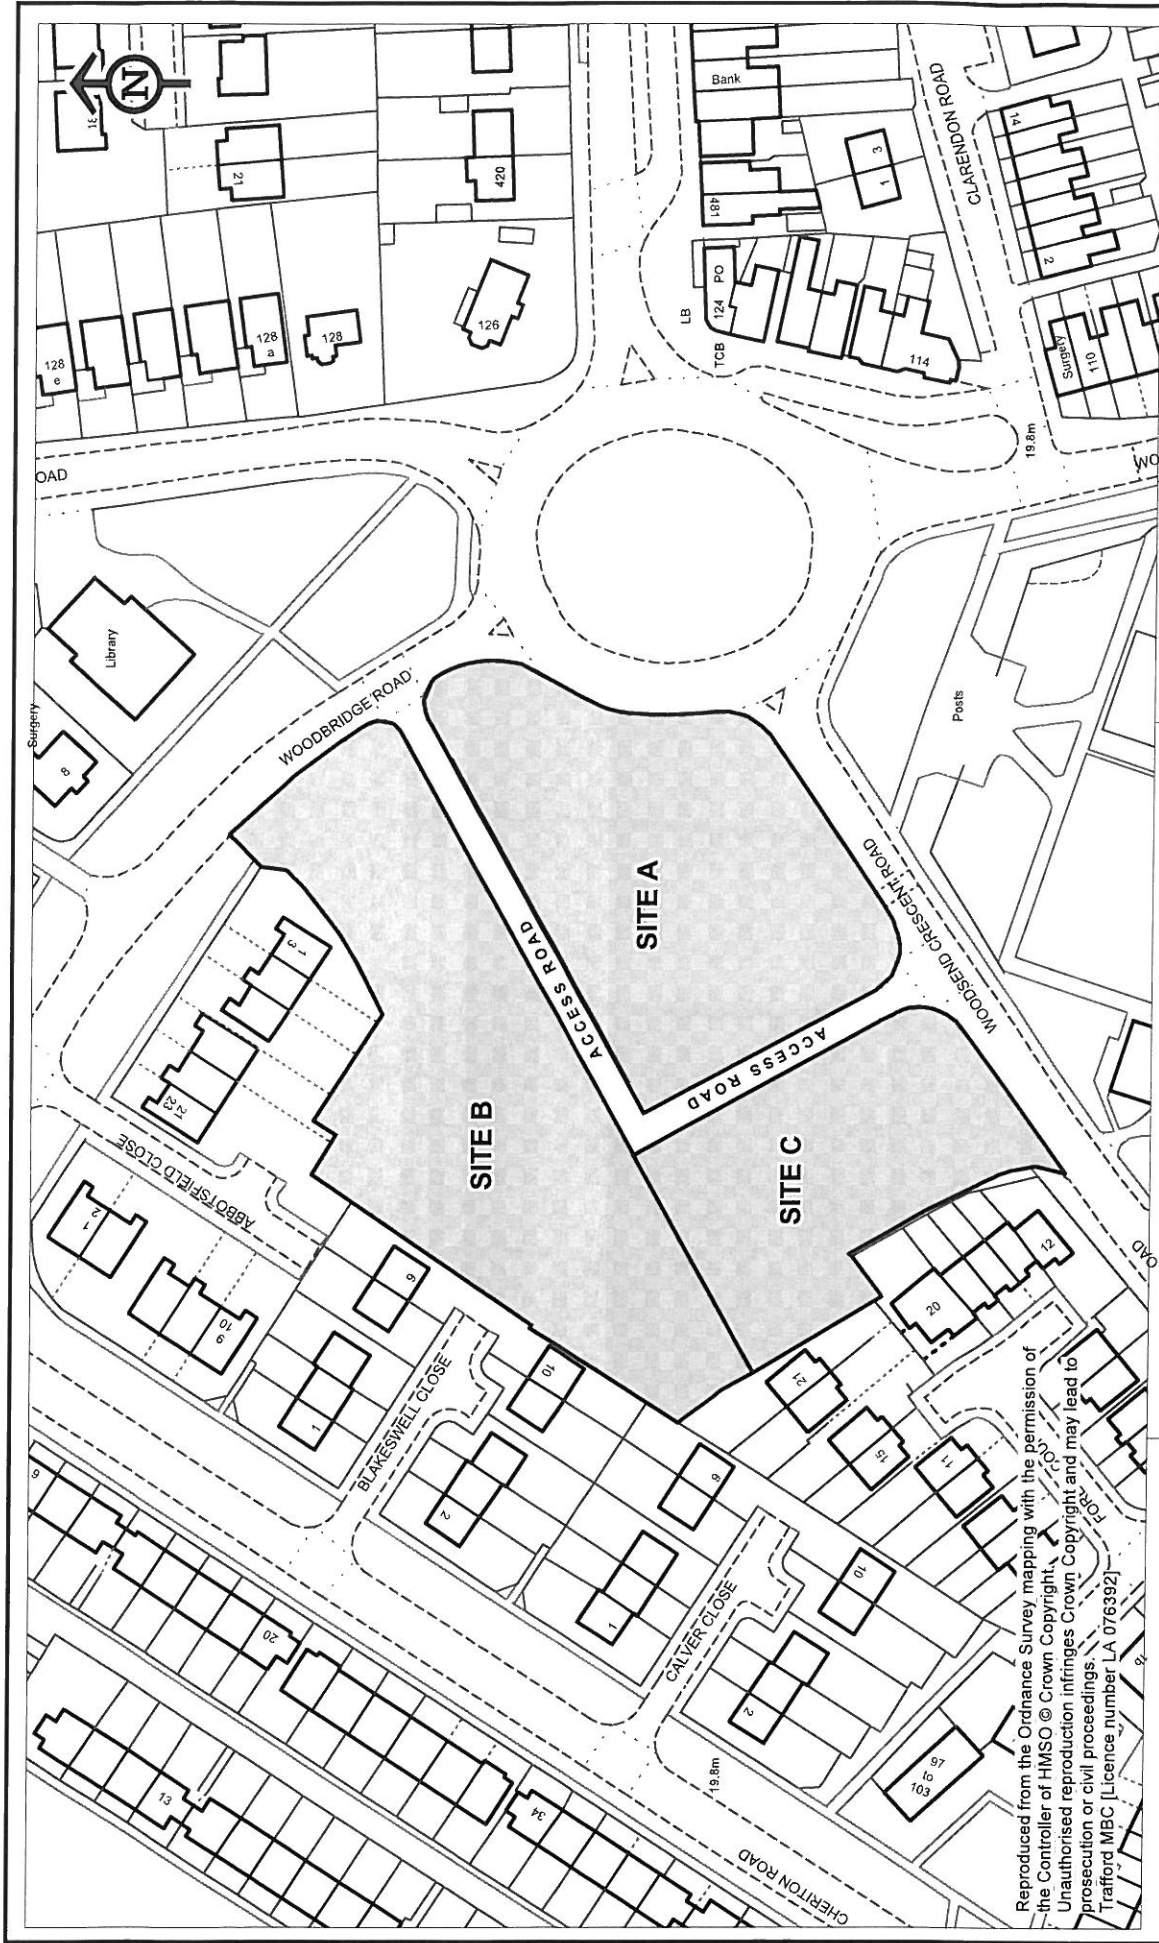 N
18
21
420
Bank
481
1 3
CLARENDON ROAD
14
2
128
e
128
a
128
126
LB
124 PO
TCB
114
Surgery
110
19.8m
WO
OAD
Library
Surgery
8
WOODBRIDGE ROAD
Posts
SITE A
ACCESS ROAD
ACCESS ROAD
WOODSEND CRESCENT ROAD
SITE B
SITE C
ABBOTSFIELD CLOSE
1
2
9
10
1
6
BLAKESWELL CLOSE
10
2
6
1
CALVER CLOSE
10
2
12
20
21
15
11
OAD
6
20
13
34
19.8m
CHERITON ROAD
103
to
97
Reproduced from the Ordnance Survey mapping with the permission of
the Controller of HMSO © Crown Copyright.
Unauthorised reproduction infringes Crown Copyright and may lead to
prosecution or civil proceedings.
Trafford MBC [Licence number LA 076392]